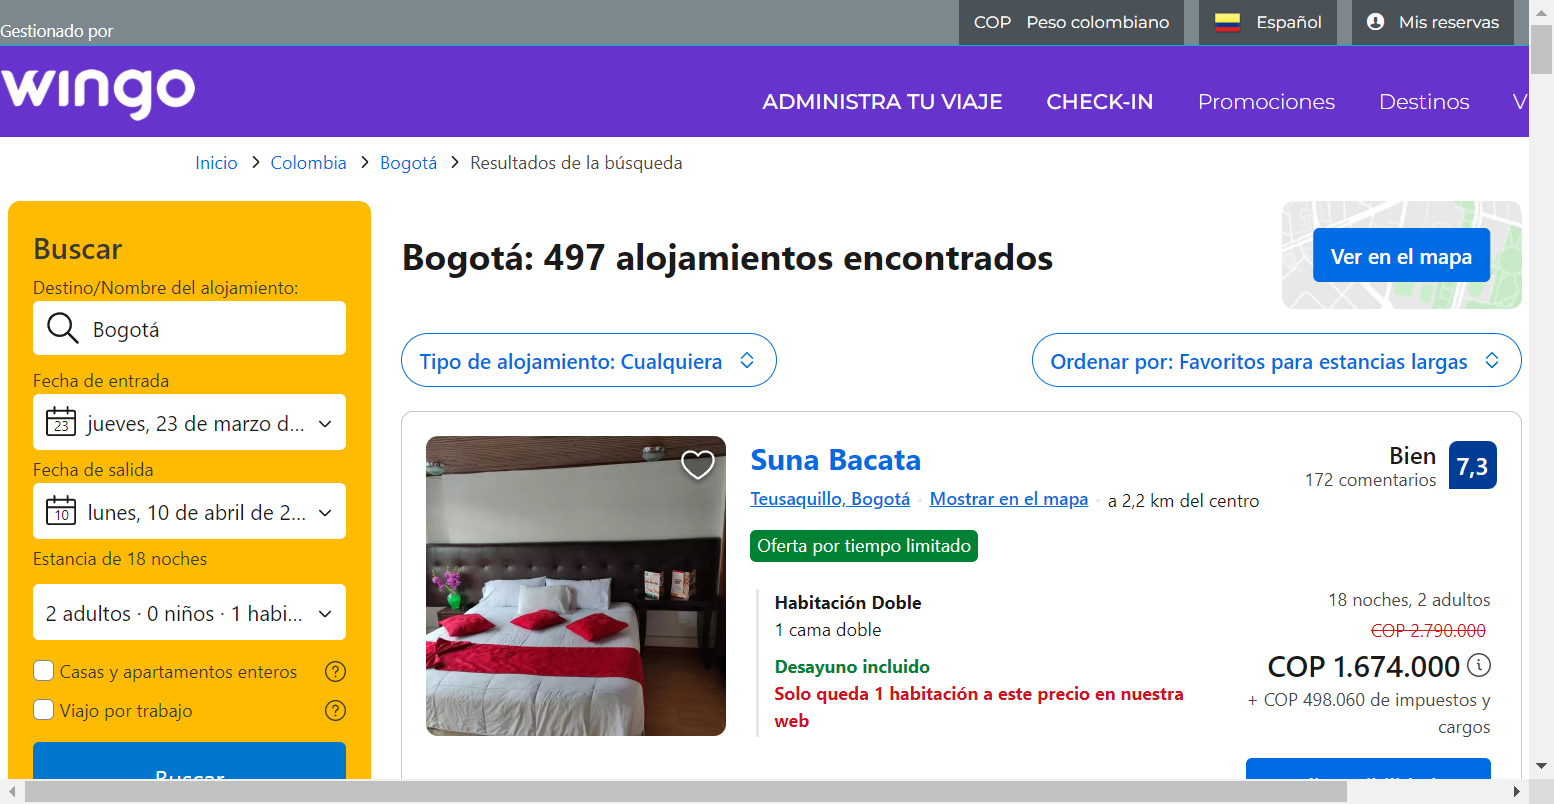 Gestionado por
COP Peso colombiano
Español
Mis reservas
wingo
ADMINISTRA TU VIAJE
CHECK-IN
Promociones
Destinos
V
Inicio > Colombia > Bogotá > Resultados de la búsqueda
Buscar
Destino/Nombre del alojamiento:
Bogotá
Fecha de entrada
23
jueves, 23 de marzo d...
Fecha de salida
10
lunes, 10 de abril de 2...
Estancia de 18 noches
2 adultos · 0 niños · 1 habi...
Casas y apartamentos enteros
Viajo por trabajo
Buscar
Bogotá: 497 alojamientos encontrados
Ver en el mapa
Tipo de alojamiento: Cualquiera
Ordenar por: Favoritos para estancias largas
Suna Bacata
Bien
172 comentarios
7,3
Teusaquillo, Bogotá · Mostrar en el mapa · a 2,2 km del centro
Oferta por tiempo limitado
Habitación Doble
1 cama doble
Desayuno incluido
Solo queda 1 habitación a este precio en nuestra
web
18 noches, 2 adultos
COP 2.790.000
COP 1.674.000
+ COP 498.060 de impuestos y
cargos